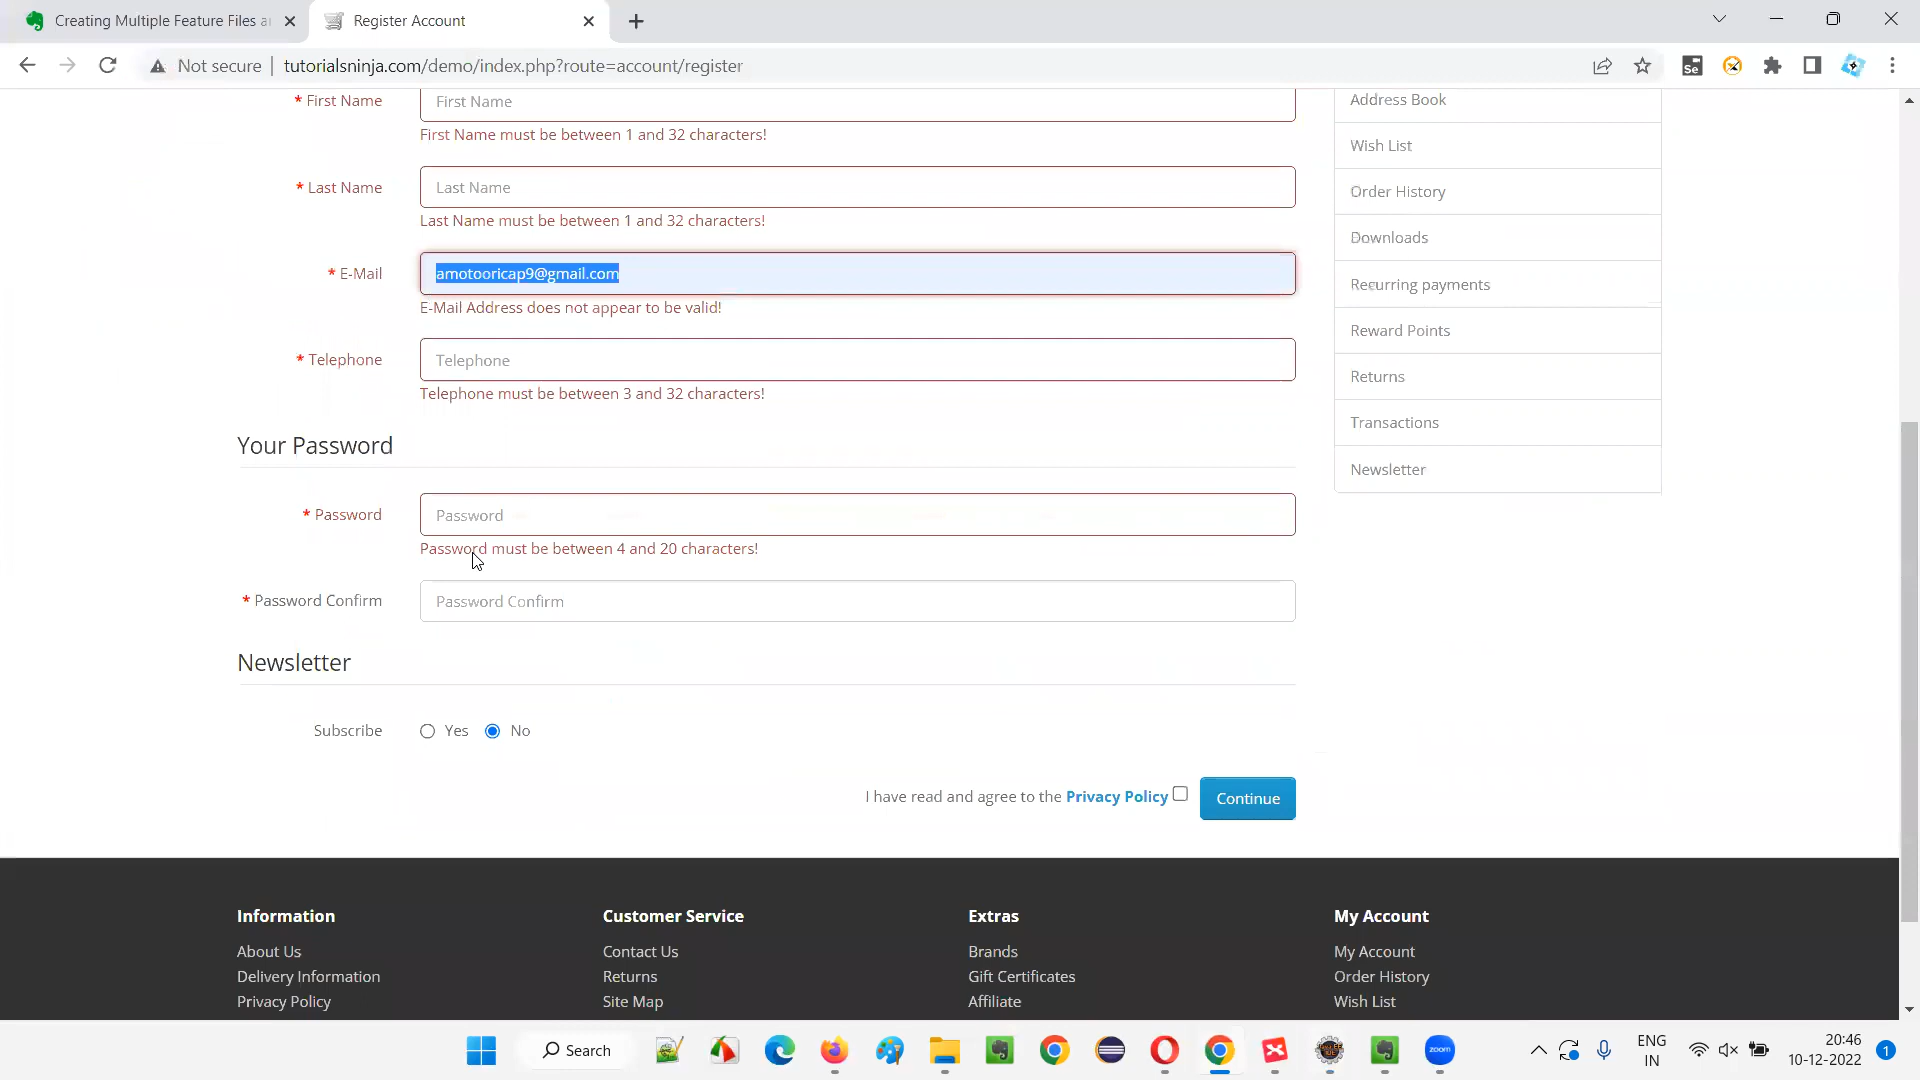 Creating Multiple Feature Files a
Register Account
Not secure
tutorialsninja.com/demo/index.php?route=account/register
* First Name
First Name
First Name must be between 1 and 32 characters!
* Last Name
Last Name
Last Name must be between 1 and 32 characters!
* E-Mail
amotooricap9@gmail.com
E-Mail Address does not appear to be valid!
* Telephone
Telephone
Telephone must be between 3 and 32 characters!
Your Password
* Password
Password
Password must be between 4 and 20 characters!
* Password Confirm
Password Confirm
Newsletter
Subscribe
Yes
No
I have read and agree to the Privacy Policy
Continue
Address Book
Wish List
Order History
Downloads
Recurring payments
Reward Points
Returns
Transactions
Newsletter
Information
About Us
Delivery Information
Privacy Policy
Customer Service
Contact Us
Returns
Site Map
Extras
Brands
Gift Certificates
Affiliate
My Account
My Account
Order History
Wish List
Search
zoom
ENG
IN
20:46
10-12-2022
1
Se